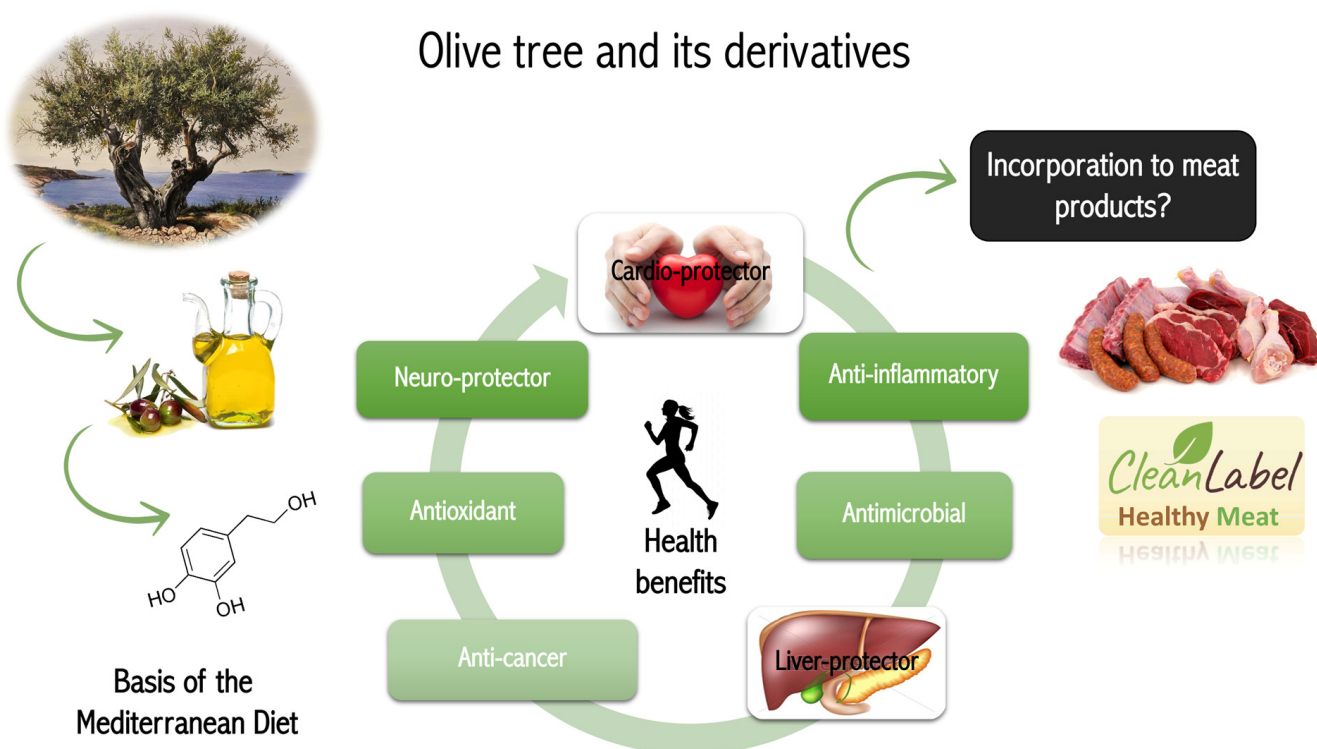 Olive tree and its derivatives
Incorporation to meat
products?
Cardio-protector
Neuro-protector
Anti-inflammatory
Antioxidant
Antimicrobial
Health
benefits
Anti-cancer
Liver-protector
OH
HO
OH
Basis of the
Mediterranean Diet
CleanLabel
Healthy Meat